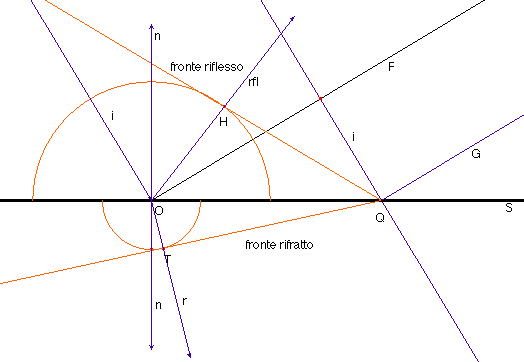 n
fronte riflesso
F
rfl
i
H
i
G
O
S
Q
fronte rifratto
T
n
r